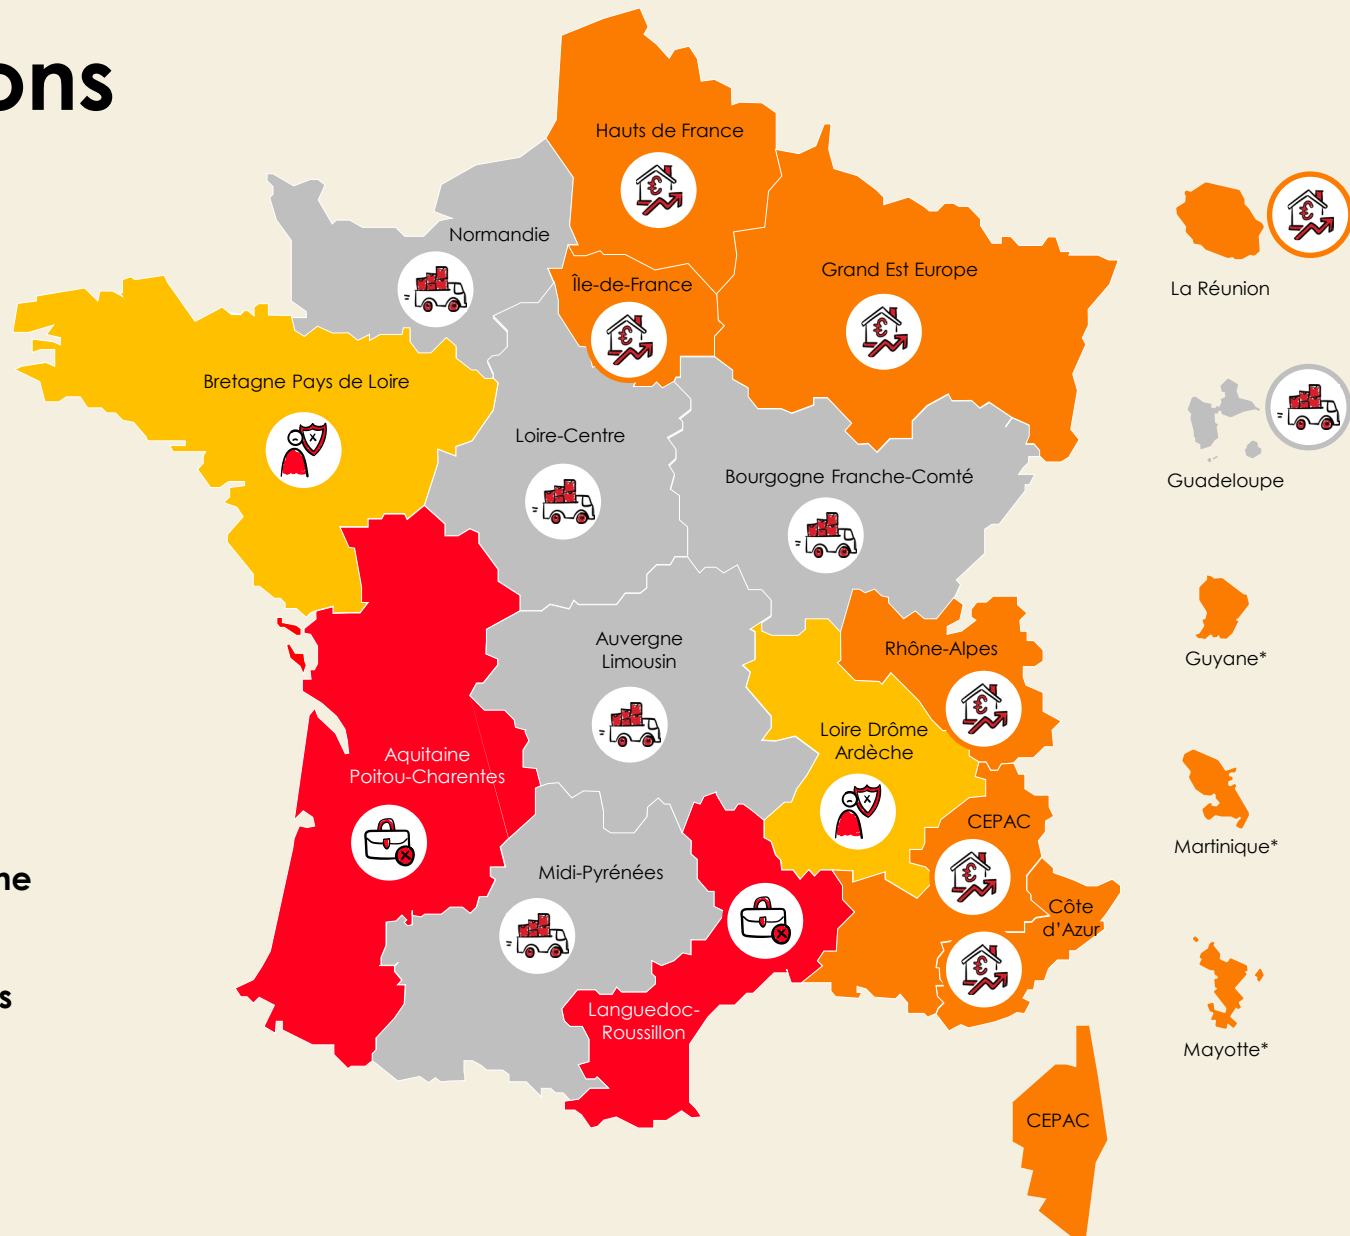 ons
Hauts de France
Normandie
Île-de-France
Grand Est Europe
La Réunion
Bretagne Pays de Loire
Loire-Centre
Bourgogne Franche-Comté
Guadeloupe
Auvergne
Limousin
Rhône-Alpes
Guyane*
Aquitaine
Poitou-Charentes
Loire Drôme
Ardèche
CEPAC
Martinique*
ne
Midi-Pyrénées
Côte
d'Azur
s
Languedoc-
Roussillon
Mayotte*
CEPAC